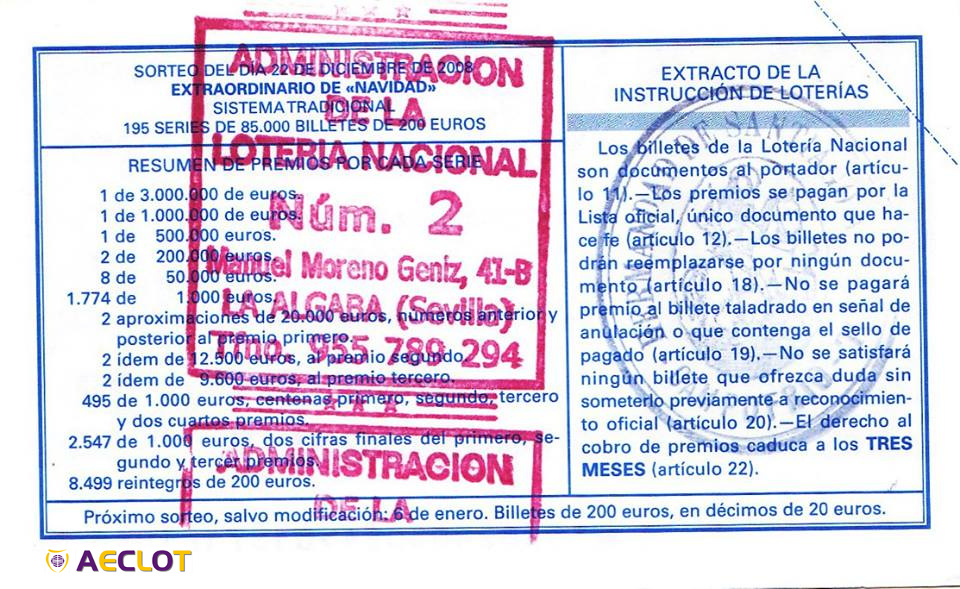 SORTEO DEL DÍA 22 DE DICIEMBRE DE 2008
EXTRAORDINARIO DE «NAVIDAD»
SISTEMA TRADICIONAL
195 SERIES DE 85.000 BILLETES DE 200 EUROS
RESUMEN DE PREMIOS POR CADA SERIE
1 de 3.000.000 de euros.
1 de 1.000.000 de euros.
1 de 500.000 euros.
2 de 200.000 euros.
8 de 50.000 euros.
1.774 de 1.000 euros.
2 aproximaciones de 20.000 euros, números anterior y
posterior al premio primero.
2 ídem de 12.500 euros, al premio segundo.
2 ídem de 9.600 euros, al premio tercero.
495 de 1.000 euros, centenas primero, segundo, tercero
y dos cuartos premios.
2.547 de 1.000 euros, dos cifras finales del primero, se-
gundo y tercer premios.
8.499 reintegros de 200 euros.
EXTRACTO DE LA
INSTRUCCIÓN DE LOTERÍAS
Los billetes de la Lotería Nacional
son documentos al portador (artícu-
lo 11).—Los premios se pagan por la
Lista oficial, único documento que ha-
ce fe (artículo 12).—Los billetes no po-
drán reemplazarse por ningún docu-
mento (artículo 18).—No se pagará
premio al billete taladrado en señal de
anulación o que contenga el sello de
pagado (artículo 19).—No se satisfará
ningún billete que ofrezca duda sin
someterlo previamente a reconocimien-
to oficial (artículo 20).—El derecho al
cobro de premios caduca a los TRES
MESES (artículo 22).
Próximo sorteo, salvo modificación: 6 de enero. Billetes de 200 euros, en décimos de 20 euros.
ADMINISTRACION
DE LA
LOTERIA NACIONAL
Núm. 2
Manuel Moreno Geniz, 41-B
LA ALGABA (Sevilla)
Tfno. 955 789 294
ADMINISTRACION
DE LA
HERMANDAD DE SANTA
AECLOT